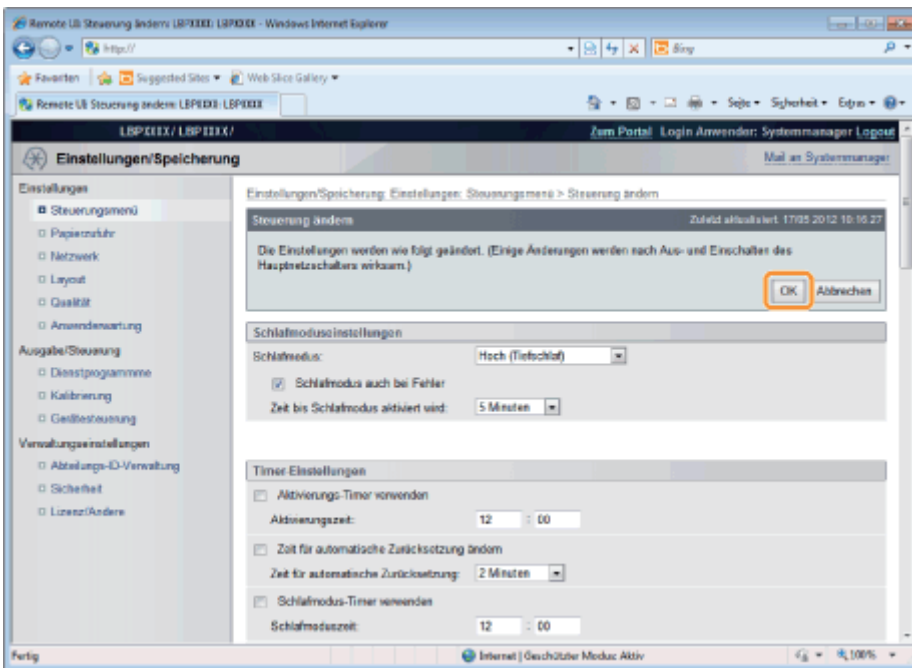 Remote UI: Steuerung ändern: LBPXXXX: LBPXXXX - Windows Internet Explorer
http://
Bing
Favoriten Suggested Sites Web Slice Gallery
Remote UI: Steuerung ändern: LBPXXXX: LBPXXXX
Seite Sicherheit Extras
LBPXXXX / LBPXXXX/
Zum Portal Login Anwender: Systemmanager Logout
Einstellungen/Speicherung
Mail an Systemmanager
Einstellungen
Steuerungsmenü
Papierzufuhr
Netzwerk
Layout
Qualität
Anwenderwartung
Ausgabe/Steuerung
Dienstprogramme
Kalibrierung
Gerätesteuerung
Verwaltungseinstellungen
Abteilungs-ID-Verwaltung
Sicherheit
Lizenz/Andere
Einstellungen/Speicherung: Einstellungen: Steuerungsmenü > Steuerung ändern
Steuerung ändern
Zuletzt aktualisiert: 17/05 2012 10:16:27
Die Einstellungen werden wie folgt geändert. (Einige Änderungen werden nach Aus- und Einschalten des
Hauptnetzschalters wirksam.)
OK Abbrechen
Schlafmoduseinstellungen
Schlafmodus: Hoch (Tiefschlaf)
Schlafmodus auch bei Fehler
Zeit bis Schlafmodus aktiviert wird: 5 Minuten
Timer-Einstellungen
Aktivierungs-Timer verwenden
Aktivierungszeit: 12 : 00
Zeit für automatische Zurücksetzung ändern
Zeit für automatische Zurücksetzung: 2 Minuten
Schlafmodus-Timer verwenden
Schlafmoduszeit: 12 : 00
Fertig
Internet | Geschützter Modus: Aktiv
100%